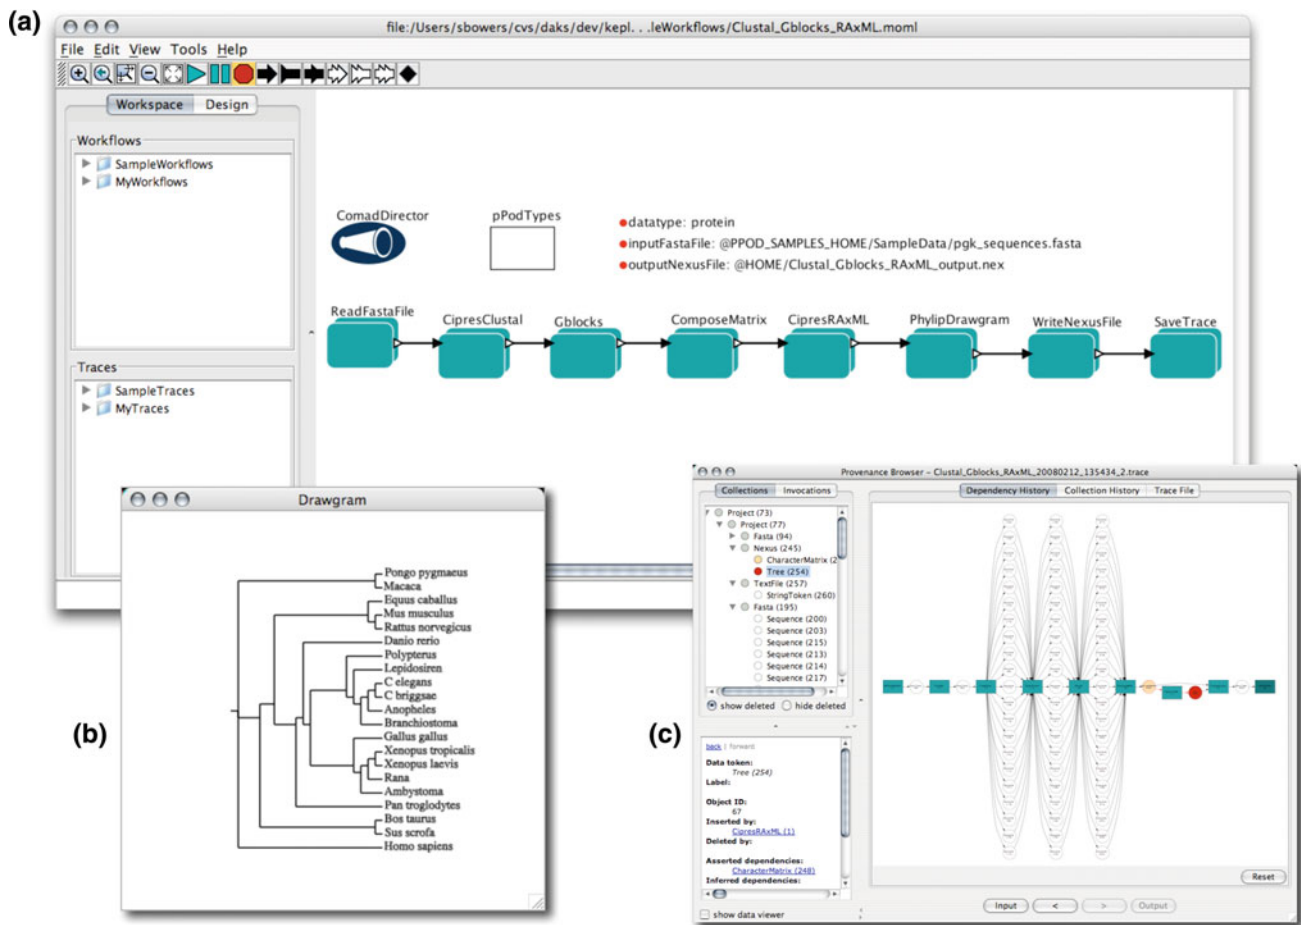 (a)
file:/Users/sbowers/cvs/daks/dev/kepl. . .leWorkflows/Clustal_Gblocks_RAxML.moml
File Edit View Tools Help
Workspace Design
Workflows
SampleWorkflows
MyWorkflows
ComadDirector
pPodTypes
datatype: protein
inputFastaFile: @PPOD_SAMPLES_HOME/SampleData/pgk_sequences.fasta
outputNexusFile: @HOME/Clustal_Gblocks_RAxML_output.nex
ReadFastaFile
CipresClustal
Gblocks
ComposeMatrix
CipresRAxML
PhylipDrawgram
WriteNexusFile
SaveTrace
Traces
SampleTraces
MyTraces
(b)
Drawgram
Pongo pygmaeus
Macaca
Equus caballus
Mus musculus
Rattus norvegicus
Danio rerio
Polypterus
Lepidosiren
C elegans
C briggsae
Anopheles
Branchiostoma
Gallus gallus
Xenopus tropicalis
Xenopus laevis
Rana
Ambystoma
Pan troglodytes
Bos taurus
Sus scrofa
Homo sapiens
(c)
Provenance Browser - Clustal_Gblocks_RAxML_20080212_135434_2.trace
Collections Invocations
Dependency History Collection History Trace File
Project (73)
Project (77)
Fasta (94)
Nexus (245)
CharacterMatrix (2
Tree (254)
TextFile (257)
StringToken (260)
Fasta (195)
Sequence (200)
Sequence (203)
Sequence (215)
Sequence (213)
Sequence (214)
Sequence (217)
show deleted hide deleted
back | forward
Data token:
Tree (254)
Label:
Object ID:
67
Inserted by:
CipresRAxML (1)
Deleted by:
Asserted dependencies:
CharacterMatrix (248)
Inferred dependencies:
show data viewer
Reset
Input < > Output